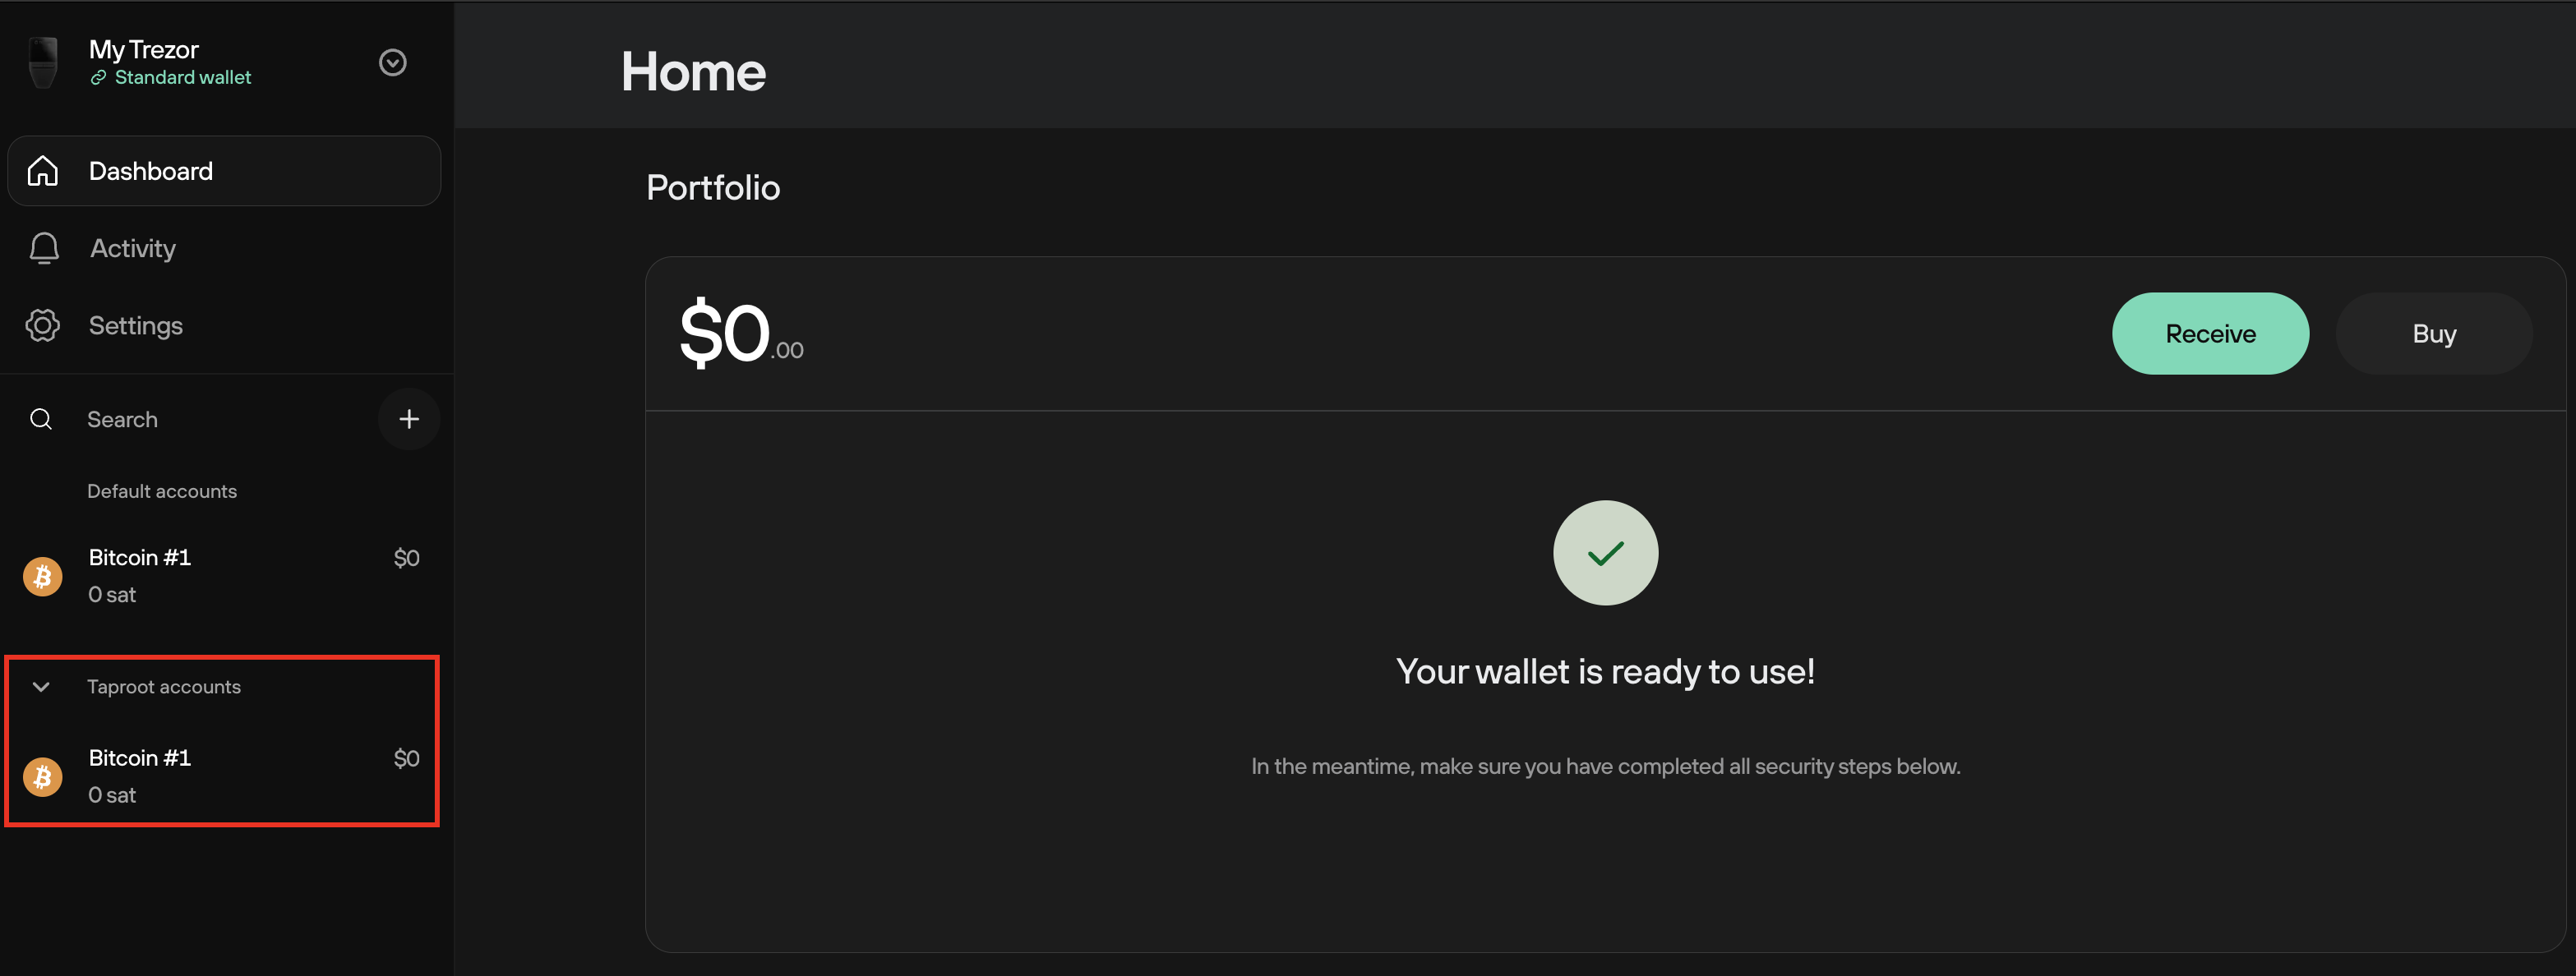 My Trezor
Standard wallet
Dashboard
Activity
Settings
Search
Default accounts
Bitcoin #1 $0
0 sat
Taproot accounts
Bitcoin #1 $0
0 sat
Home
Portfolio
$0.00
Receive
Buy
Your wallet is ready to use!
In the meantime, make sure you have completed all security steps below.